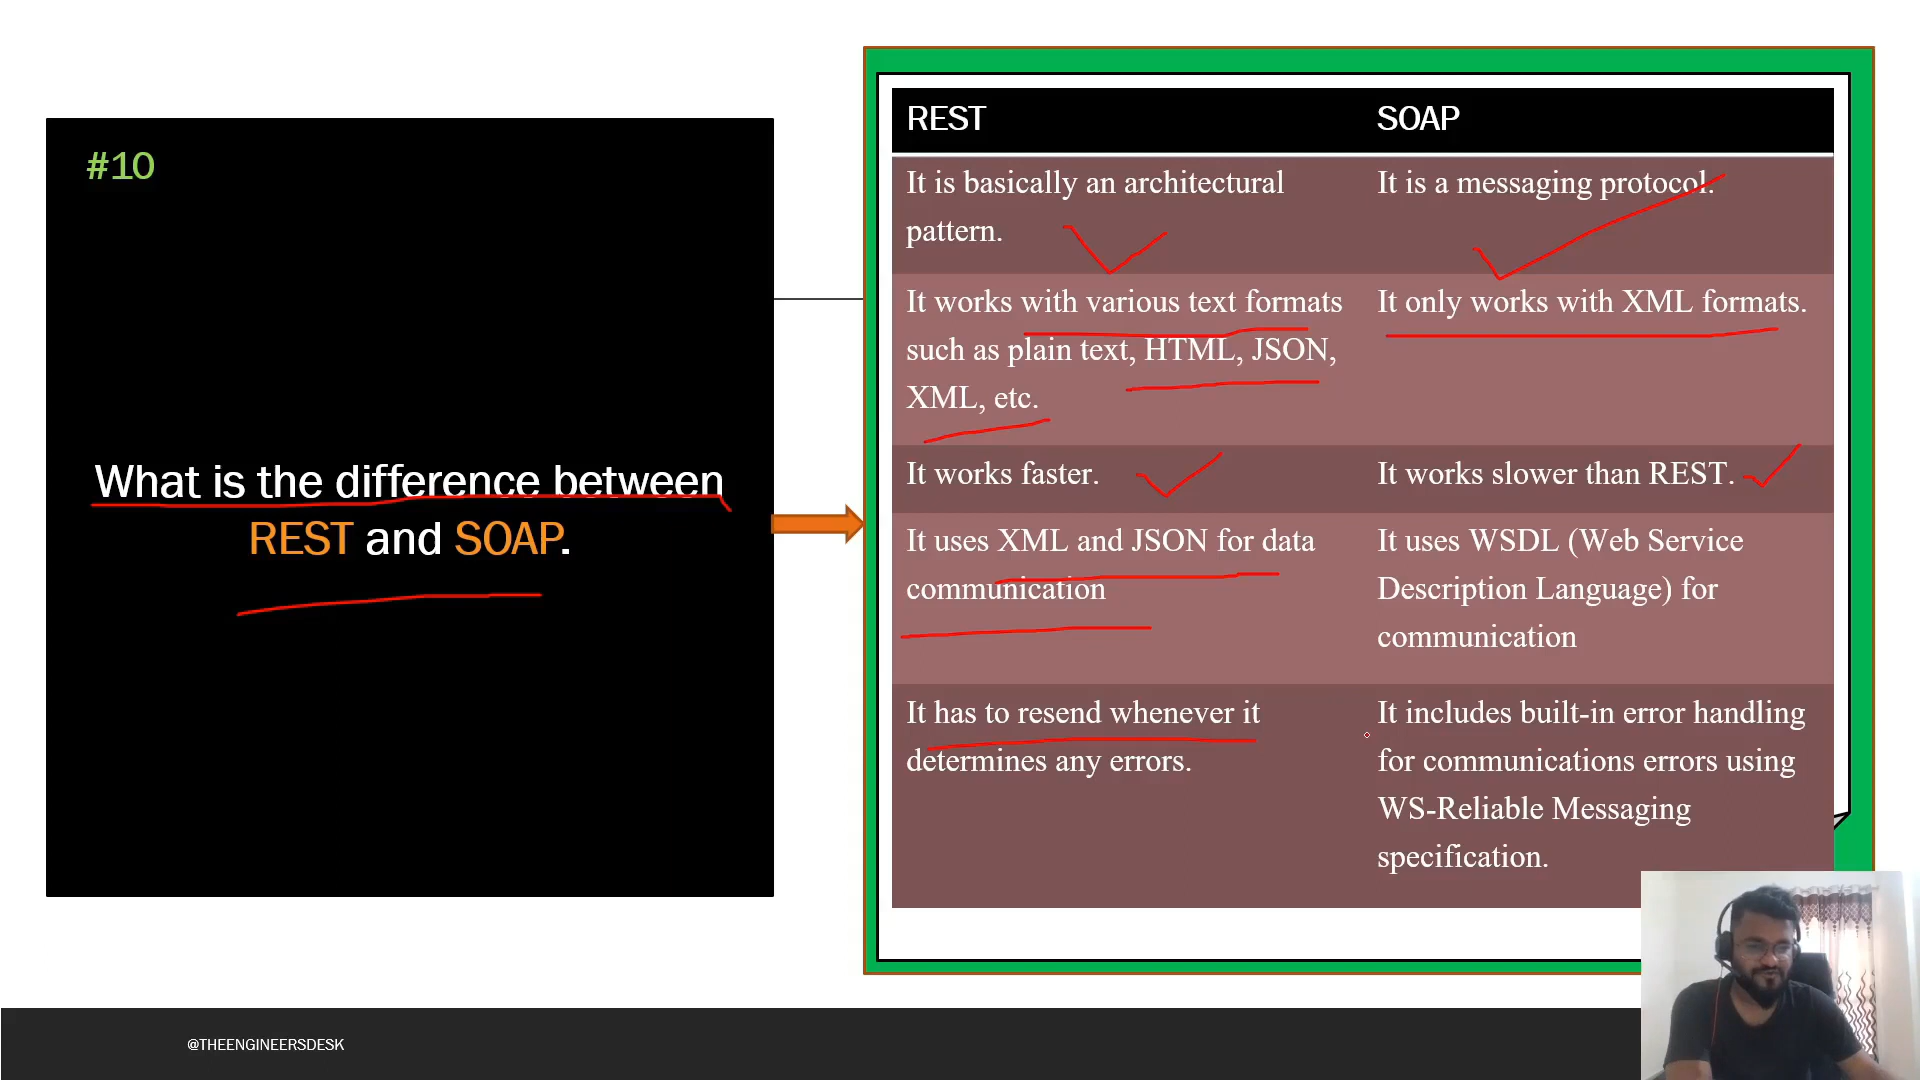 #10
What is the difference between
REST and SOAP.
REST
SOAP
It is basically an architectural
pattern.
It is a messaging protocol.
It works with various text formats
such as plain text, HTML, JSON,
XML, etc.
It only works with XML formats.
It works faster.
It works slower than REST.
It uses XML and JSON for data
communication
It uses WSDL (Web Service
Description Language) for
communication
It has to resend whenever it
determines any errors.
It includes built-in error handling
for communications errors using
WS-Reliable Messaging
specification.
@THEENGINEERSDESK